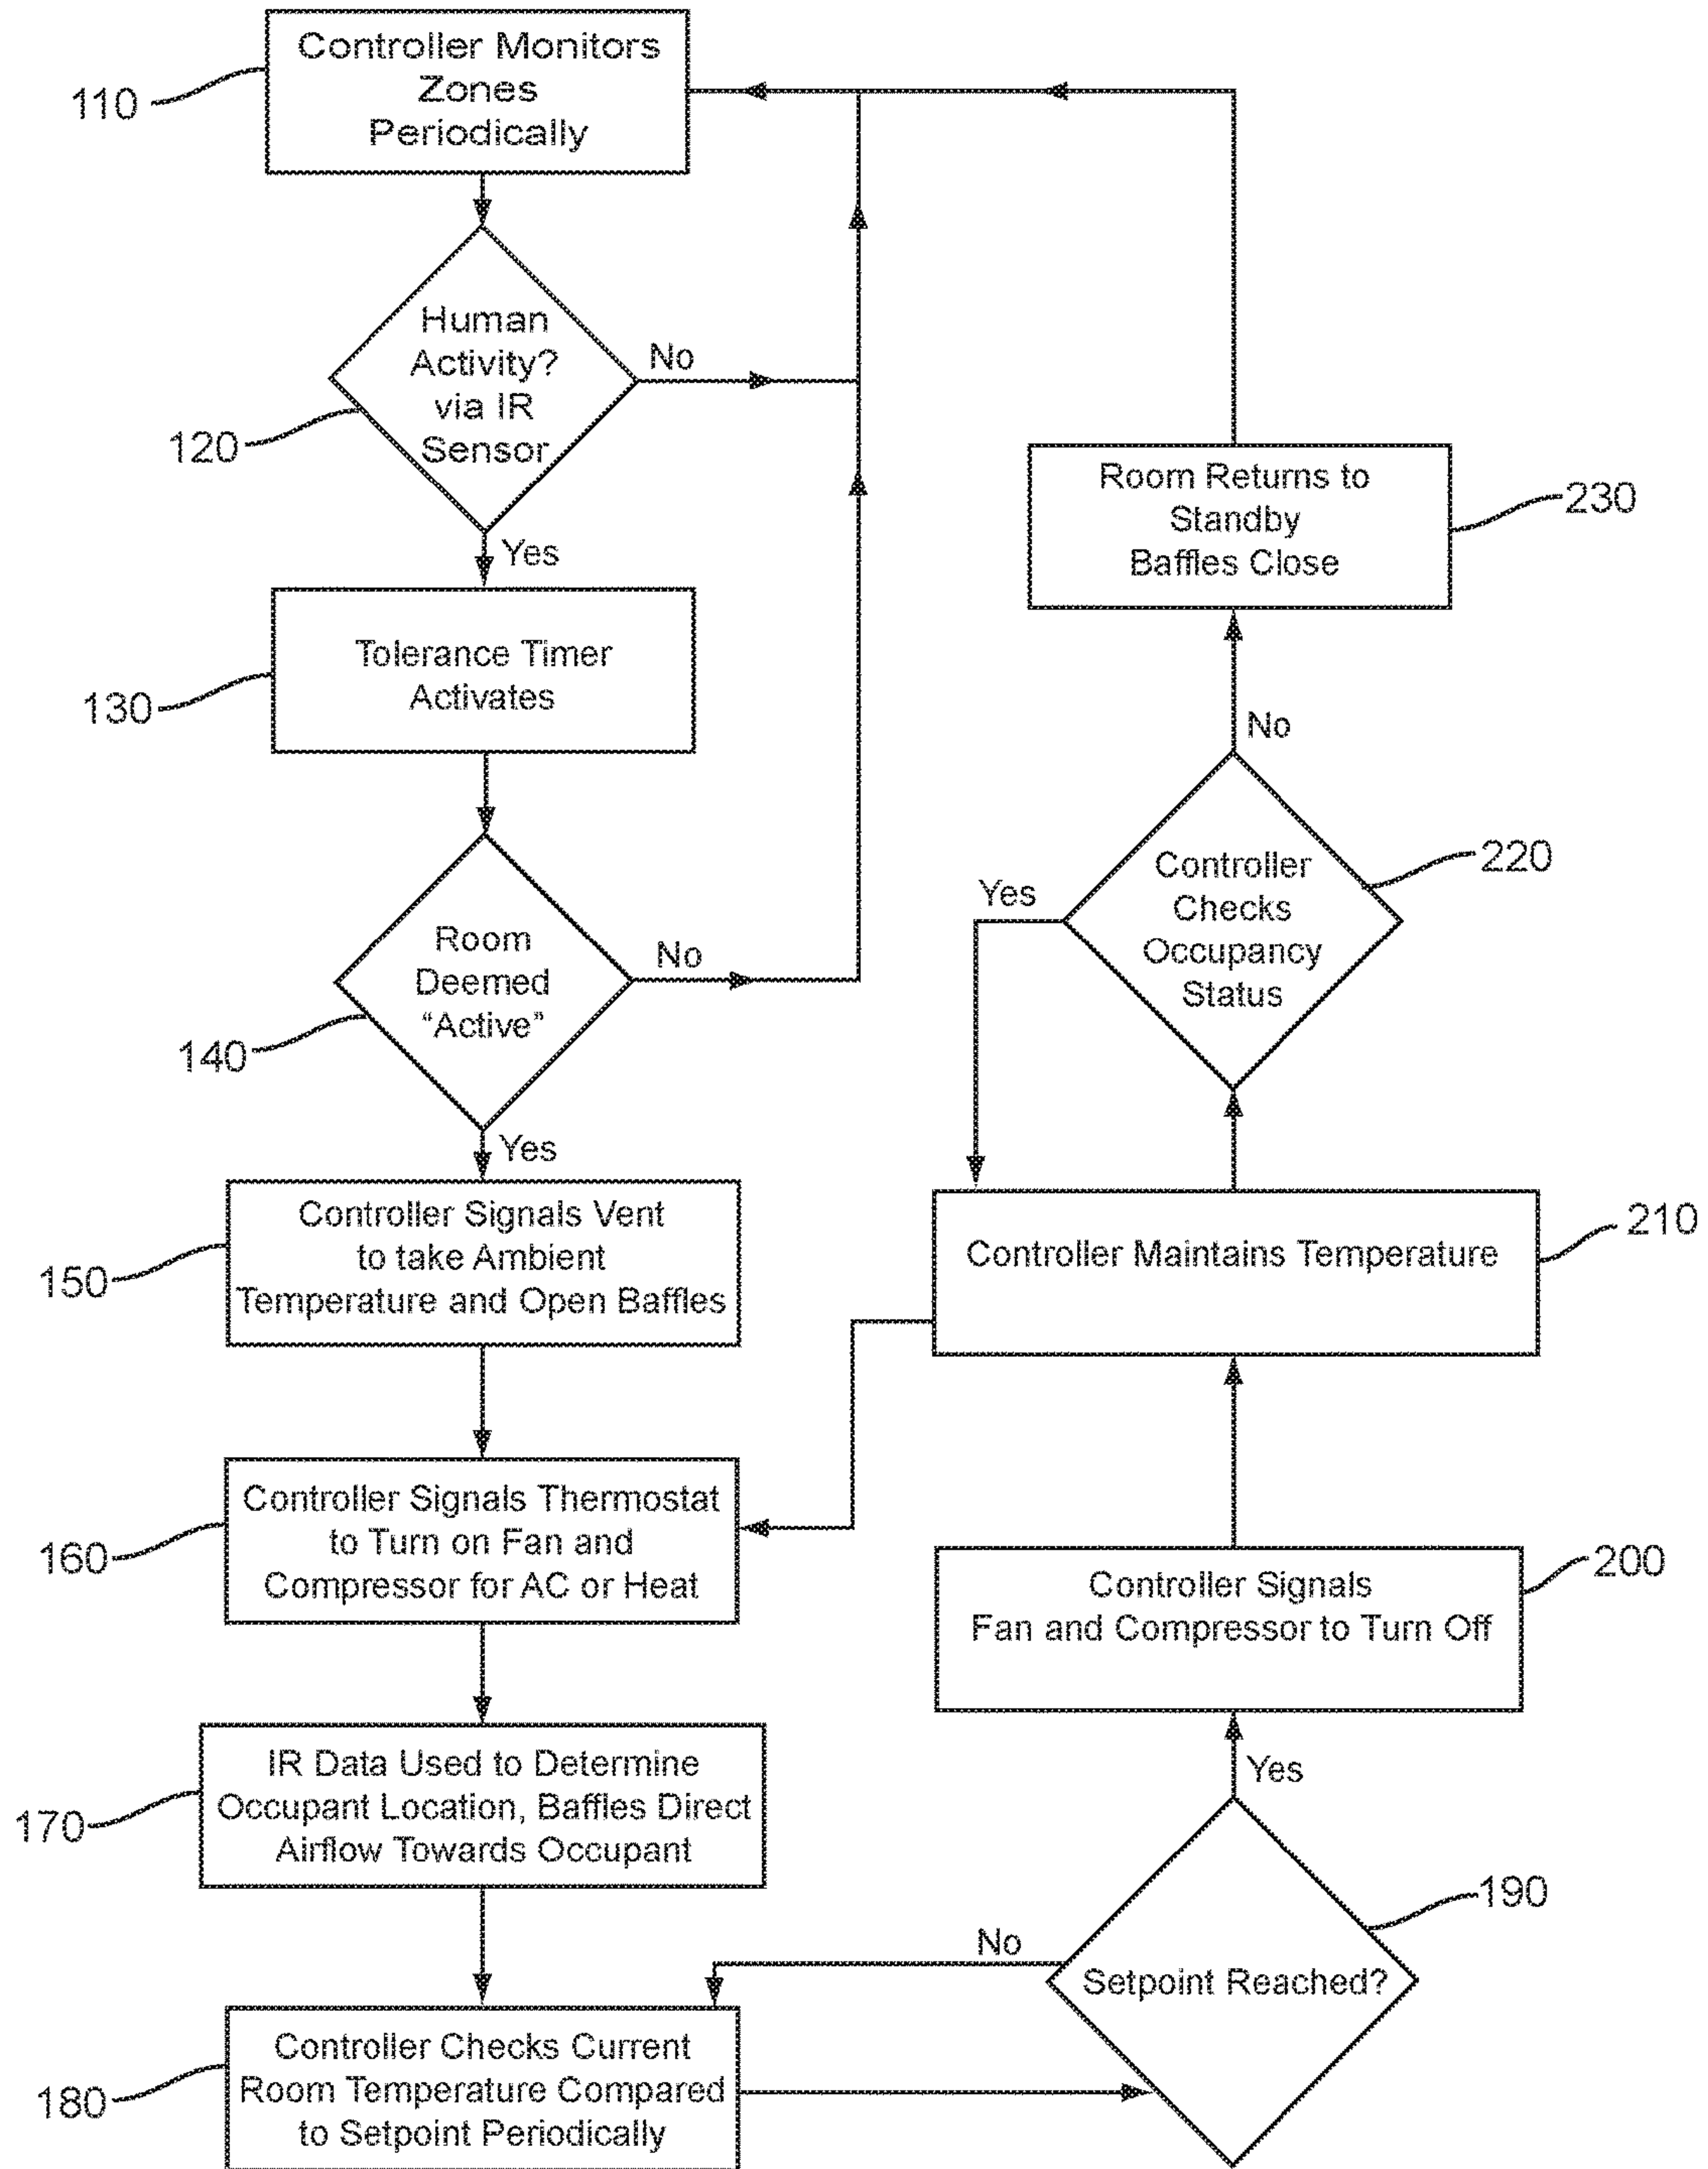 Controller Monitors
Zones
Periodically
110
Human
Activity?
via IR
Sensor
No
120
Yes
Tolerance Timer
Activates
130
Room
Deemed
“Active”
No
140
Yes
Controller Signals Vent
to take Ambient
Temperature and Open Baffles
150
Controller Signals Thermostat
to Turn on Fan and
Compressor for AC or Heat
160
IR Data Used to Determine
Occupant Location, Baffles Direct
Airflow Towards Occupant
170
Controller Checks Current
Room Temperature Compared
to Setpoint Periodically
180
No
Setpoint Reached?
190
Yes
Controller Signals
Fan and Compressor to Turn Off
200
Controller Maintains Temperature
210
Yes
Controller
Checks
Occupancy
Status
220
No
Room Returns to
Standby
Baffles Close
230